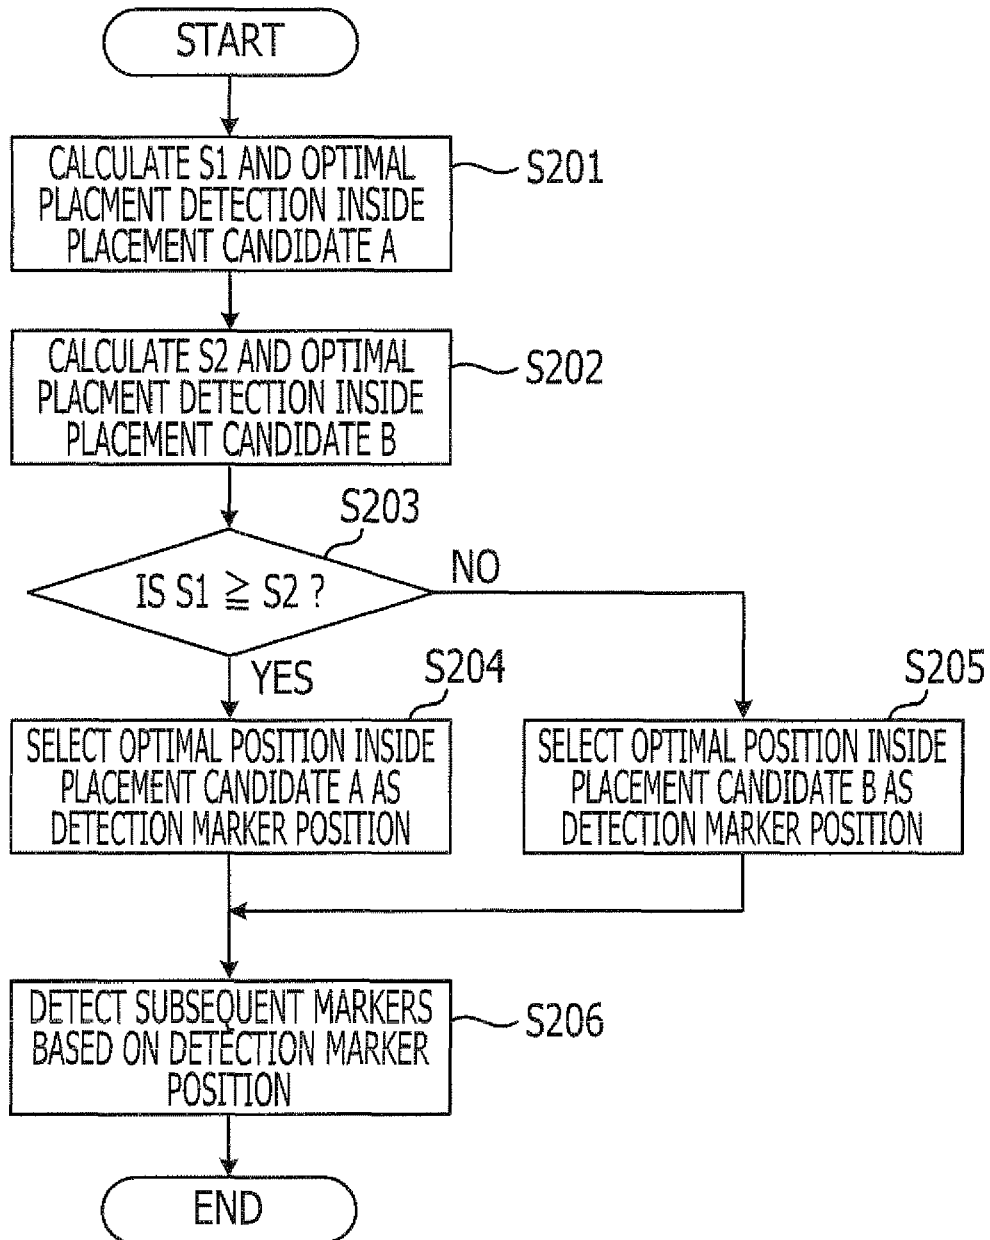 START
CALCULATE S1 AND OPTIMAL
PLACMENT DETECTION INSIDE
PLACEMENT CANDIDATE A
S201
CALCULATE S2 AND OPTIMAL
PLACMENT DETECTION INSIDE
PLACEMENT CANDIDATE B
S202
S203
IS S1 ≧ S2 ?
NO
YES
S204
SELECT OPTIMAL POSITION INSIDE
PLACEMENT CANDIDATE A AS
DETECTION MARKER POSITION
S205
SELECT OPTIMAL POSITION INSIDE
PLACEMENT CANDIDATE B AS
DETECTION MARKER POSITION
DETECT SUBSEQUENT MARKERS
BASED ON DETECTION MARKER
POSITION
S206
END